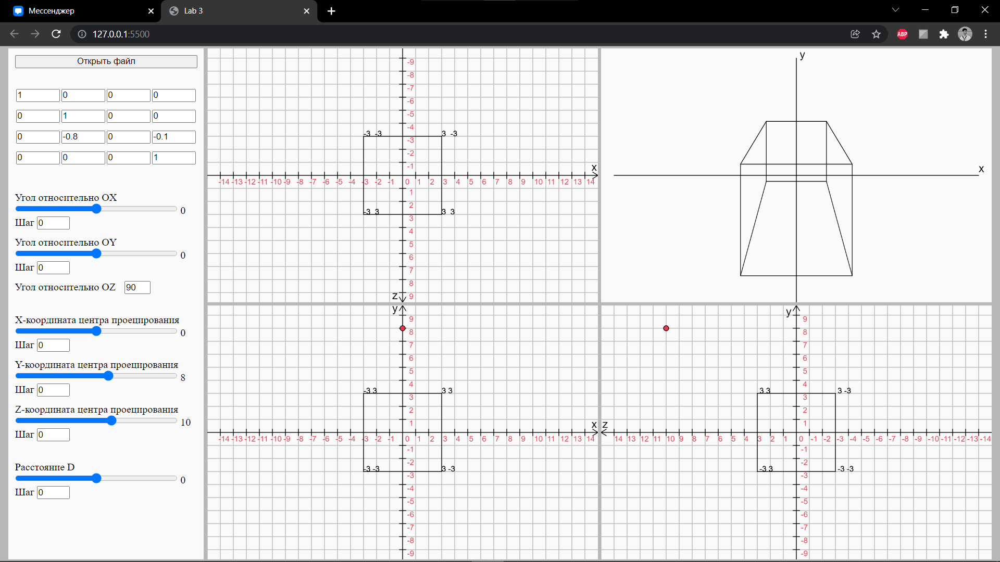 Мессенджер
Lab 3
127.0.0.1:5500
ABP
Открыть файл
1 0 0 0
0 1 0 0
0 -0.8 0 -0.1
0 0 0 1
Угол относительно OX
0
Шаг 0
Угол относительно OY
0
Шаг 0
Угол относительно OZ 90
X-координата центра проецирования
0
Шаг 0
Y-координата центра проецирования
8
Шаг 0
Z-координата центра проецирования
10
Шаг 0
Расстояние D
0
Шаг 0
-9
-8
-7
-6
-5
-4
-3 -3 3 -3
-3
-2
-1
x
-14 -13 -12 -11 -10 -9 -8 -7 -6 -5 -4 -3 -2 -1 0 1 2 3 4 5 6 7 8 9 10 11 12 13 14
1
2
-3 3 3 3
3
4
5
6
7
8
z 9
y
x
y
9
8
7
6
5
4
-3 3 3 3
3
2
1
x
-14 -13 -12 -11 -10 -9 -8 -7 -6 -5 -4 -3 -2 -1 0 1 2 3 4 5 6 7 8 9 10 11 12 13 14
-1
-2
-3 -3 3 -3
-3
-4
-5
-6
-7
-8
-9
y
9
8
7
6
5
4
3 3 3 -3
3
2
1
z
14 13 12 11 10 9 8 7 6 5 4 3 2 1 0 -1 -2 -3 -4 -5 -6 -7 -8 -9 -10 -11 -12 -13 -14
-1
-2
-3 3 -3 -3
-3
-4
-5
-6
-7
-8
-9